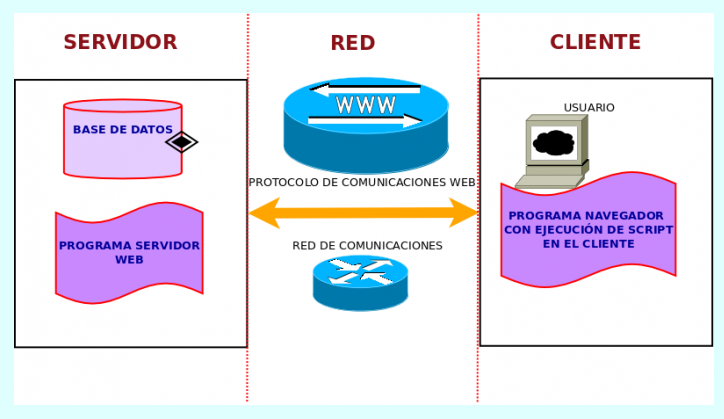 SERVIDOR
RED
CLIENTE
BASE DE DATOS
PROGRAMA SERVIDOR
WEB
WWW
PROTOCOLO DE COMUNICACIONES WEB
RED DE COMUNICACIONES
USUARIO
PROGRAMA NAVEGADOR
CON EJECUCIÓN DE SCRIPT
EN EL CLIENTE